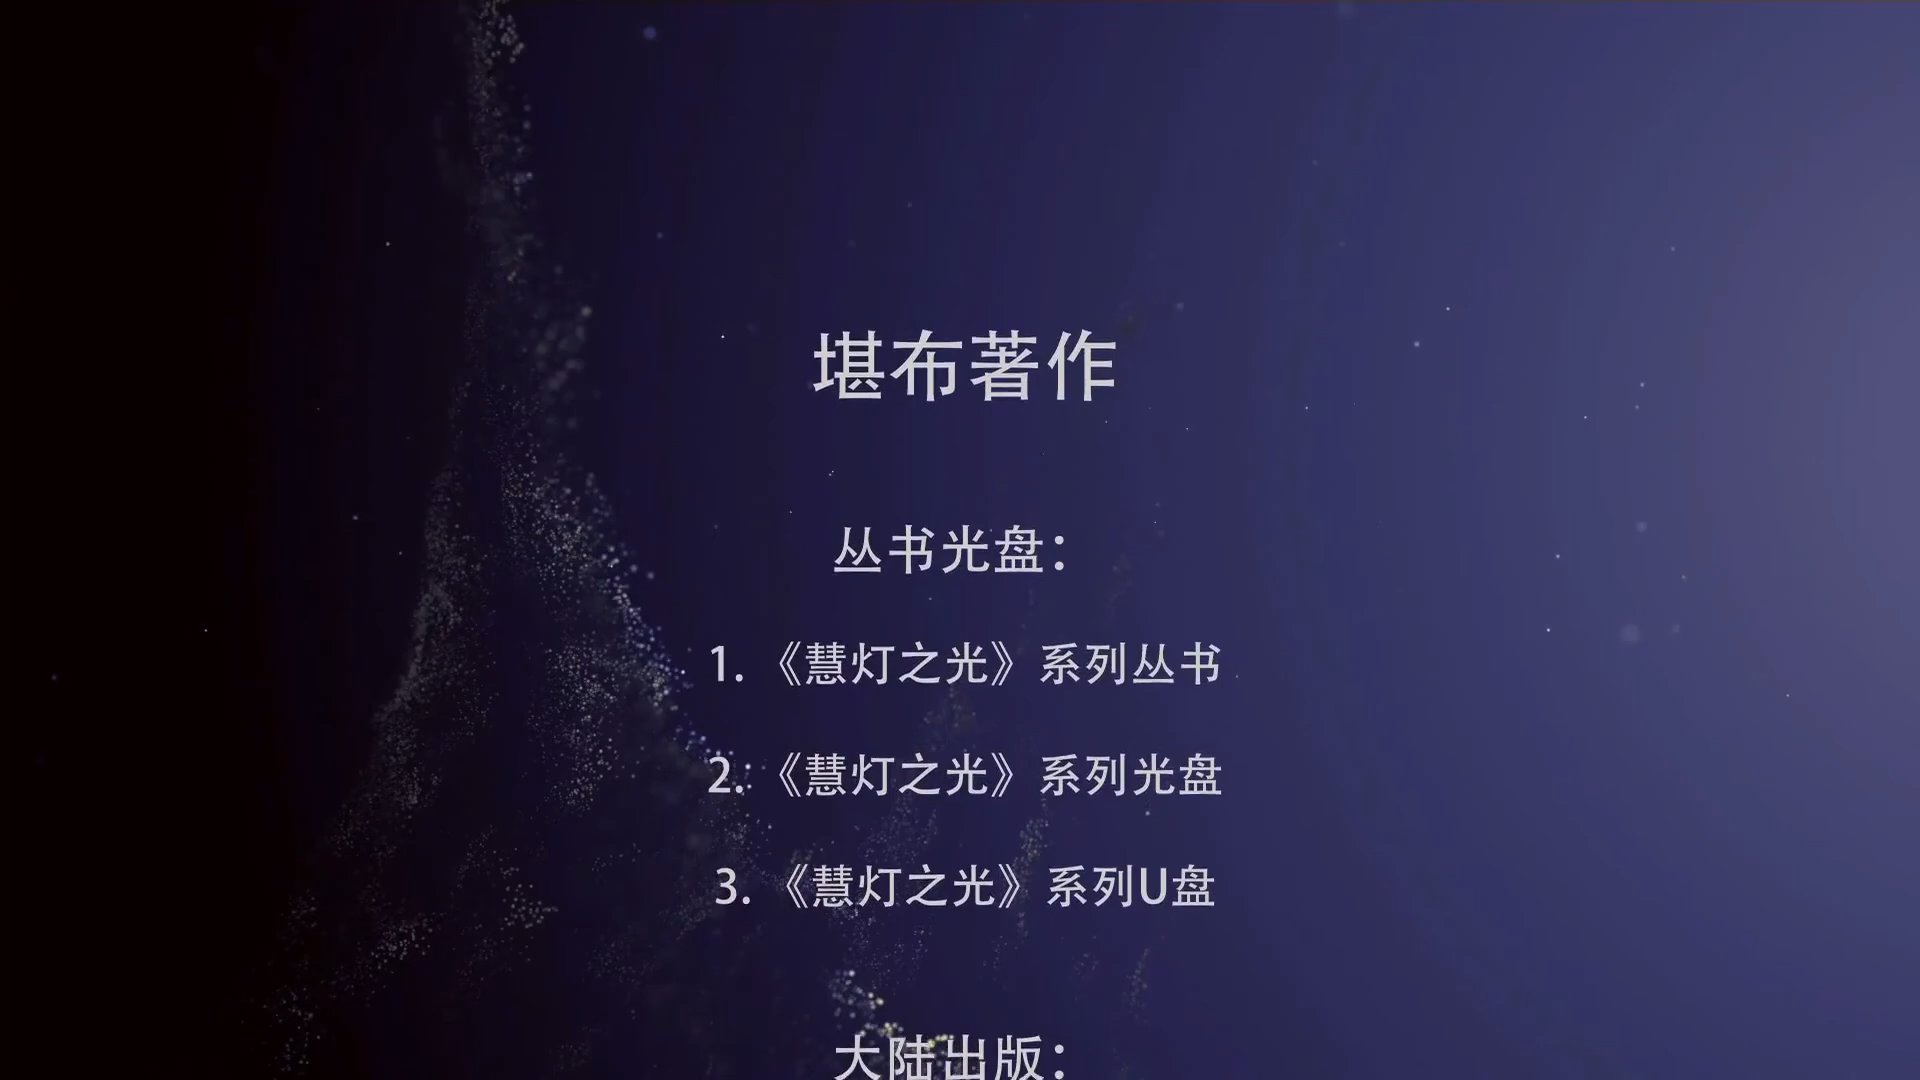 堪布著作
丛书光盘：
1. 《慧灯之光》系列丛书
2. 《慧灯之光》系列光盘
3. 《慧灯之光》系列U盘
大陆出版：